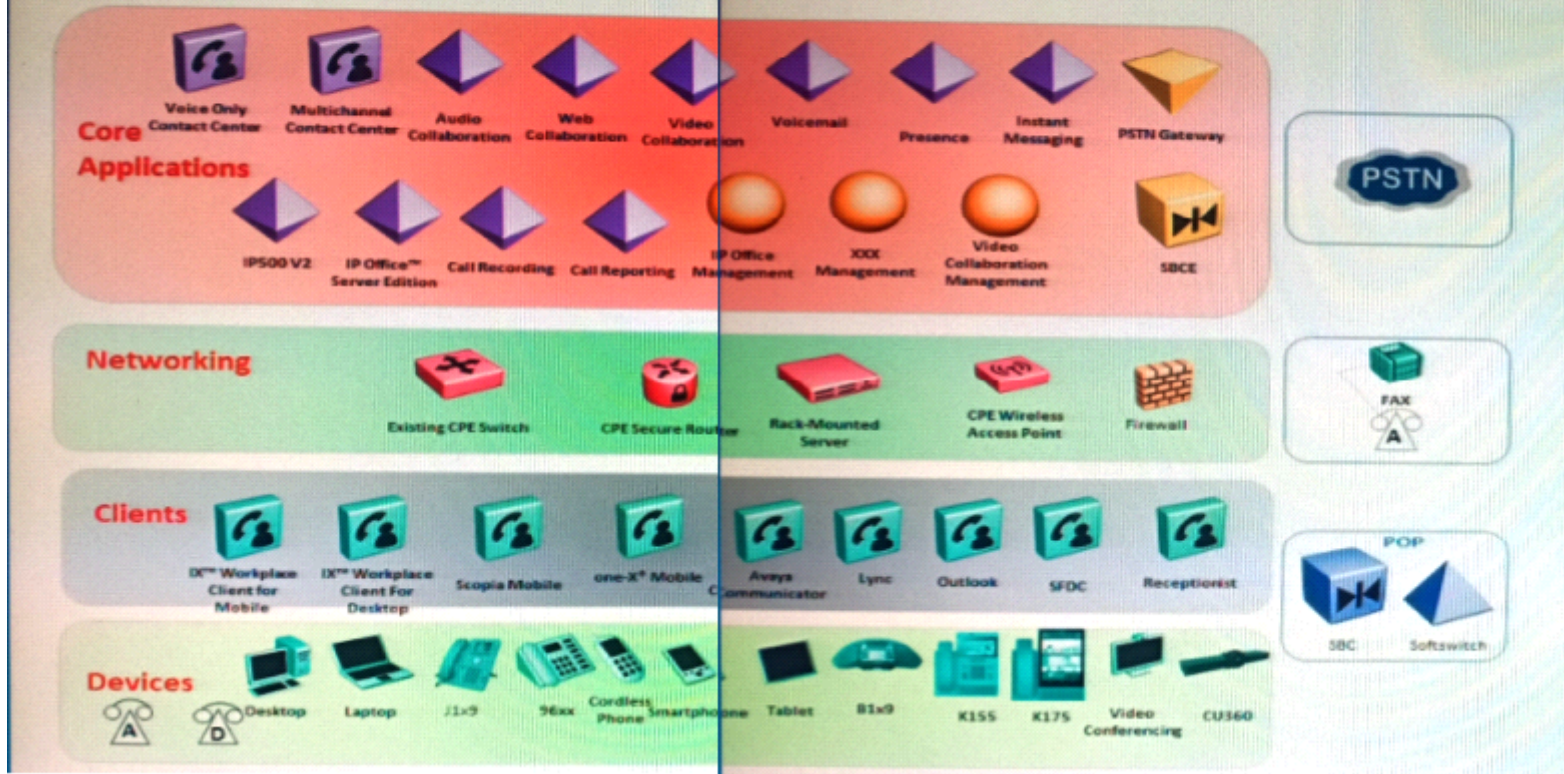 Core
Applications
Voice Only
Contact Center
Multichannel
Contact Center
Audio
Collaboration
Web
Collaboration
Video
Collaboration
Voicemail
Presence
Instant
Messaging
PSTN Gateway
IP500 V2
IP Office™
Server Edition
Call Recording
Call Reporting
IP Office
Management
XXX
Management
Video
Collaboration
Management
SBCE
PSTN
Networking
Existing CPE Switch
CPE Secure Router
Rack-Mounted
Server
CPE Wireless
Access Point
Firewall
FAX
A
Clients
IX™ Workplace
Client for
Mobile
IX™ Workplace
Client For
Desktop
Scopia Mobile
one-X® Mobile
Avaya
Communicator
Lync
Outlook
SFDC
Receptionist
POP
SBC
Softswitch
Devices
A
D
Desktop
Laptop
J1x9
96xx
Cordless
Phone
Smartphone
Tablet
B1x9
K155
K175
Video
Conferencing
CU360